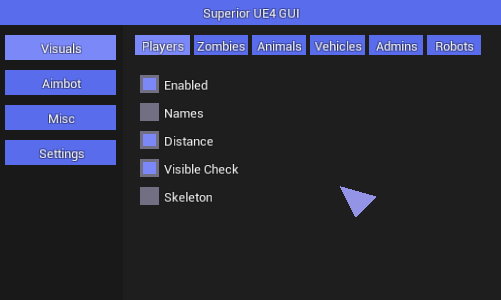 Superior UE4 GUI
Visuals
Aimbot
Misc
Settings
Players Zombies Animals Vehicles Admins Robots
Enabled
Names
Distance
Visible Check
Skeleton